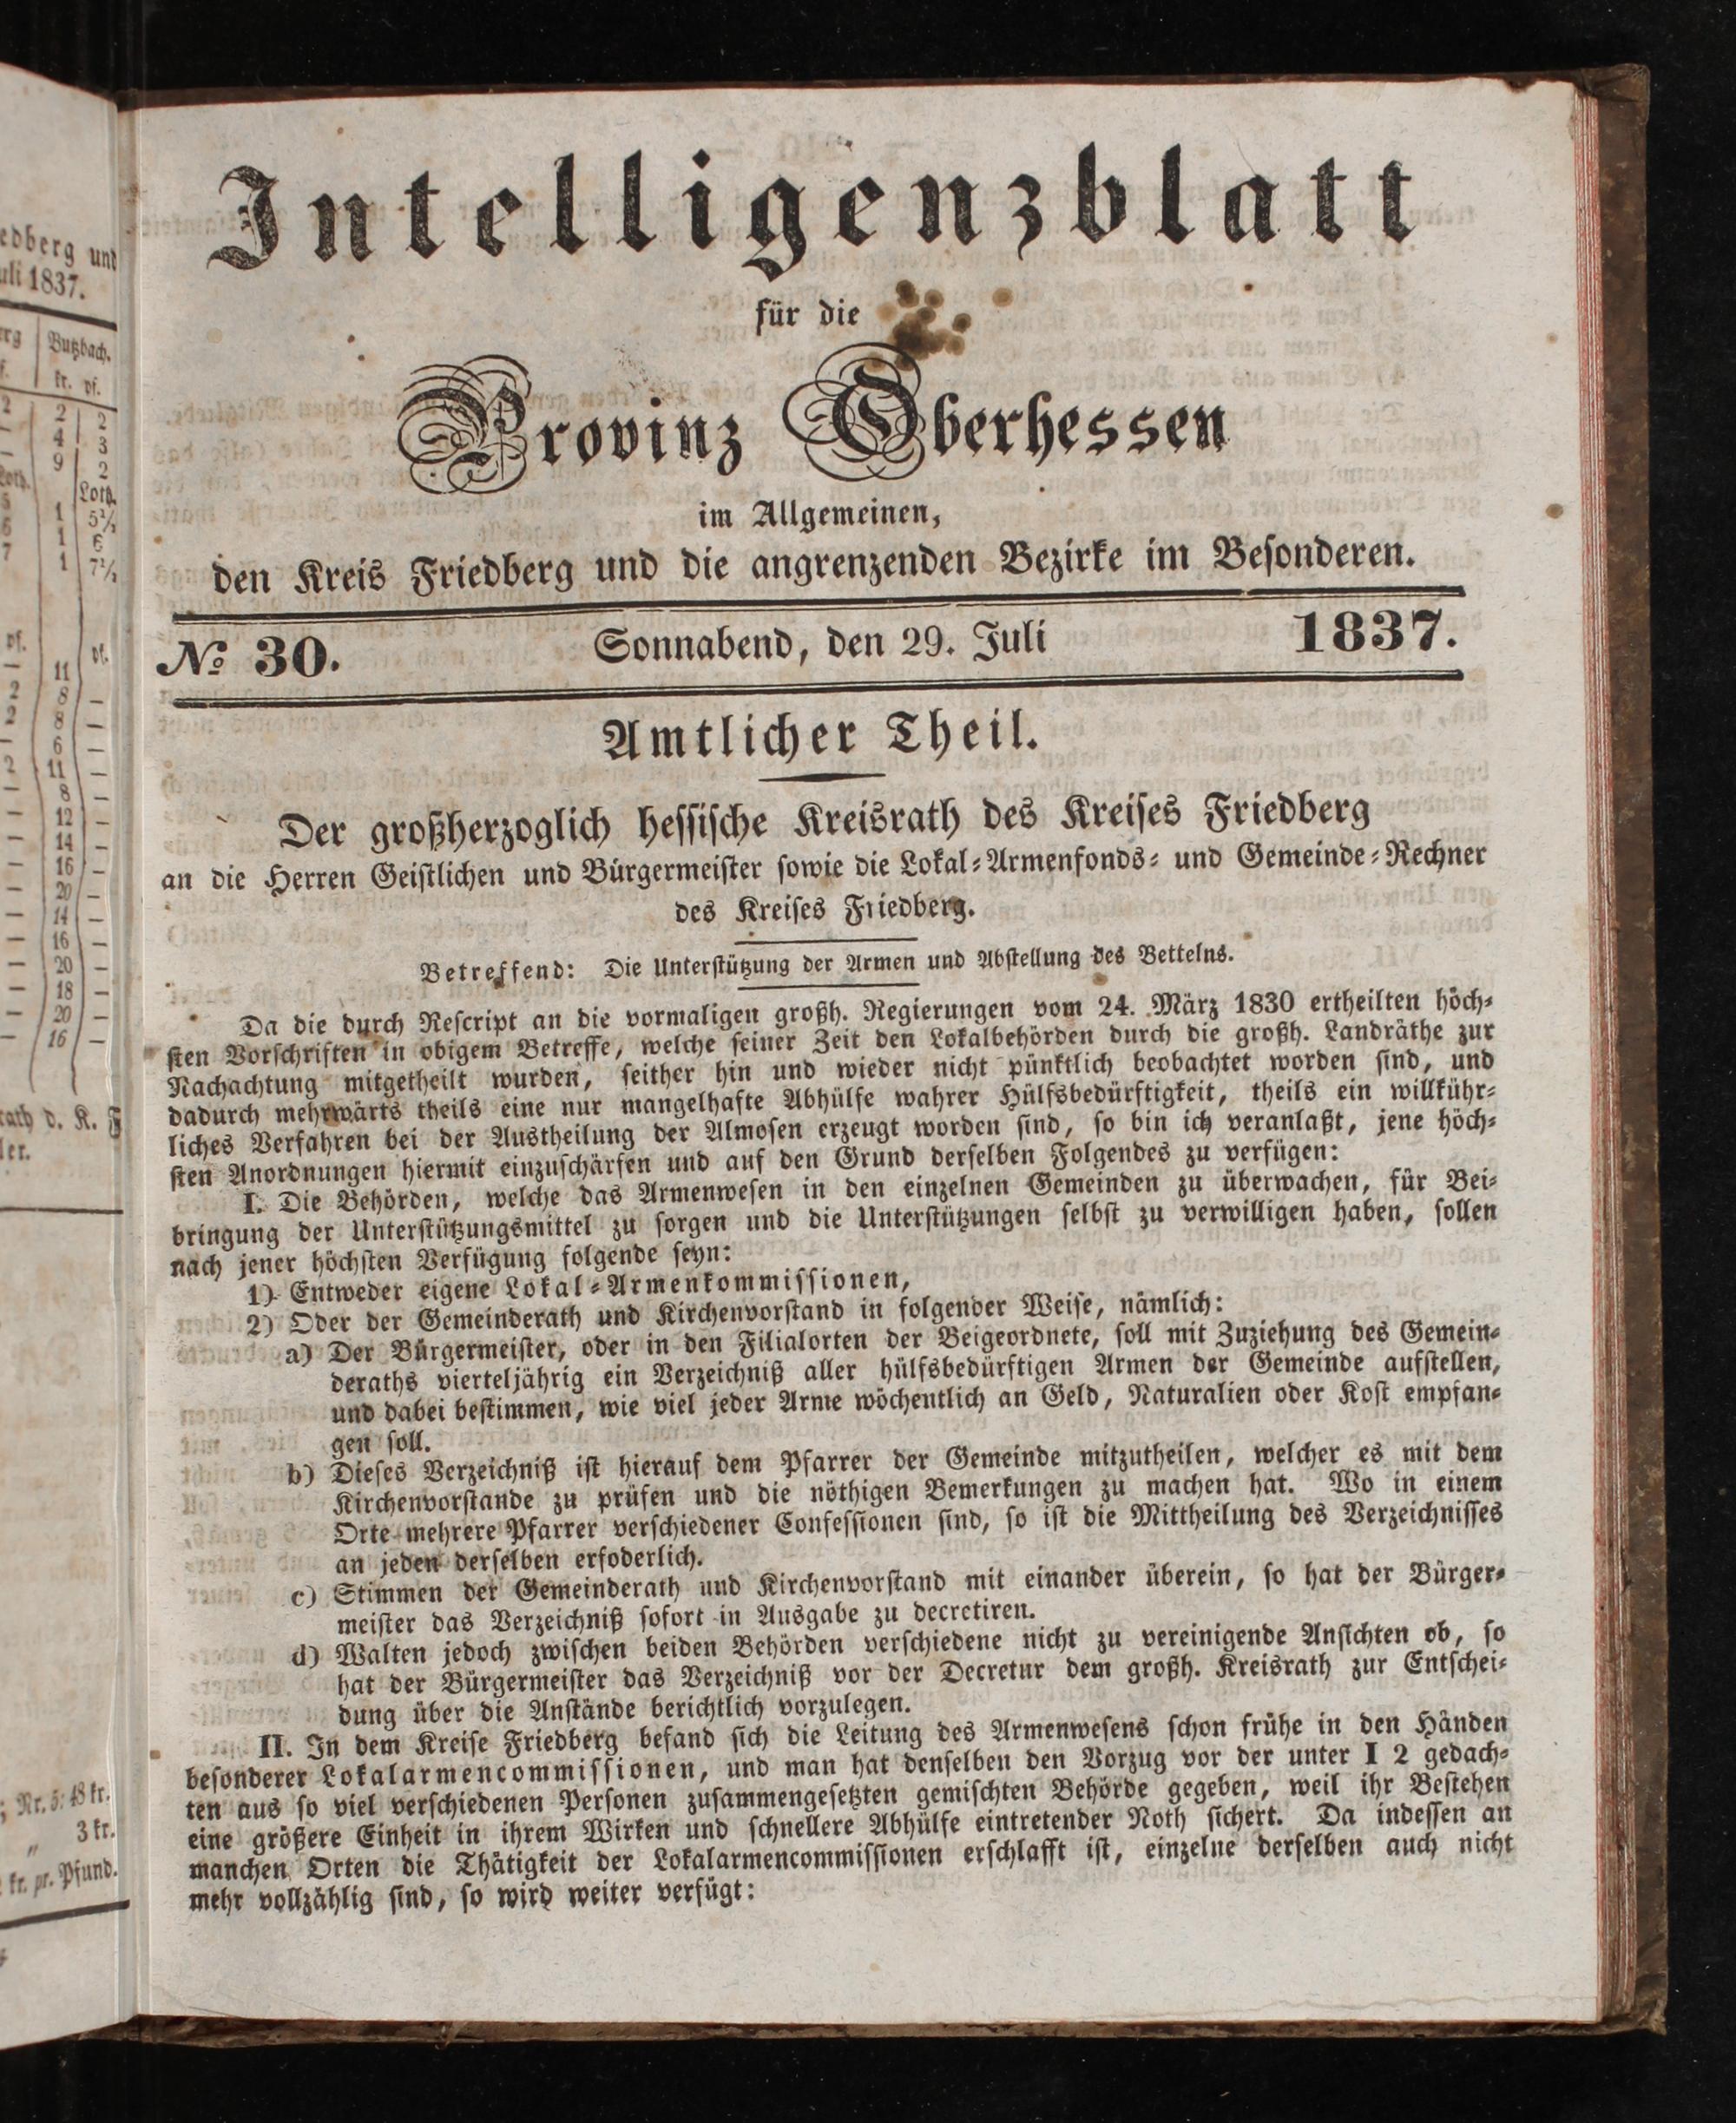 Intelligenzblatt
für die
Provinz Oberhessen
im Allgemeinen,
den Kreis Friedberg und die angrenzenden Bezirke im Beſonderen.
№ 30. Sonnabend, den 29. Juli 1837.
Amtlicher Theil.
Der großherzoglich heſſiſche Kreisrath des Kreiſes Friedberg
an die Herren Geiſtlichen und Bürgermeiſter ſowie die Lokal⸗Armenfonds⸗ und Gemeinde⸗Rechner
des Kreiſes Friedberg.
Betreffend: Die Unterſtützung der Armen und Abſtellung des Bettelns.
Da die durch Reſcript an die vormaligen großh. Regierungen vom 24. März 1830 ertheilten höch⸗
ſten Vorſchriften in obigem Betreffe, welche ſeiner Zeit den Lokalbehörden durch die großh. Landräthe zur
Nachachtung mitgetheilt wurden, ſeither hin und wieder nicht pünktlich beobachtet worden ſind, und
dadurch mehrwärts theils eine nur mangelhafte Abhülfe wahrer Hülfsbedürftigkeit, theils ein willkühr⸗
liches Verfahren bei der Austheilung der Almoſen erzeugt worden ſind, ſo bin ich veranlaßt, jene höch⸗
ſten Anordnungen hiermit einzuſchärfen und auf den Grund derſelben Folgendes zu verfügen:
I. Die Behörden, welche das Armenweſen in den einzelnen Gemeinden zu überwachen, für Bei⸗
bringung der Unterſtützungsmittel zu ſorgen und die Unterſtützungen ſelbſt zu verwilligen haben, ſollen
nach jener höchſten Verfügung folgende ſeyn:
1) Entweder eigene Lokal⸗Armenkommiſſionen,
2) Oder der Gemeinderath und Kirchenvorſtand in folgender Weiſe, nämlich:
a) Der Bürgermeiſter, oder in den Filialorten der Beigeordnete, ſoll mit Zuziehung des Gemein⸗
deraths vierteljährig ein Verzeichniß aller hülfsbedürftigen Armen der Gemeinde aufſtellen,
und dabei beſtimmen, wie viel jeder Arme wöchentlich an Geld, Naturalien oder Koſt empfan⸗
gen ſoll.
b) Dieſes Verzeichniß iſt hierauf dem Pfarrer der Gemeinde mitzutheilen, welcher es mit dem
Kirchenvorſtande zu prüfen und die nöthigen Bemerkungen zu machen hat. Wo in einem
Orte mehrere Pfarrer verſchiedener Confeſſionen ſind, ſo iſt die Mittheilung des Verzeichniſſes
an jeden derſelben erfoderlich.
c) Stimmen der Gemeinderath und Kirchenvorſtand mit einander überein, ſo hat der Bürger⸗
meiſter das Verzeichniß ſofort in Ausgabe zu decretiren.
d) Walten jedoch zwiſchen beiden Behörden verſchiedene nicht zu vereinigende Anſichten ob, ſo
hat der Bürgermeiſter das Verzeichniß vor der Decretur dem großh. Kreisrath zur Entſchei⸗
dung über die Anſtände berichtlich vorzulegen.
II. In dem Kreiſe Friedberg befand ſich die Leitung des Armenweſens ſchon frühe in den Händen
beſonderer Lokalarmencommiſſionen, und man hat denſelben den Vorzug vor der unter I 2 gedach⸗
ten aus ſo viel verſchiedenen Perſonen zuſammengeſetzten gemiſchten Behörde gegeben, weil ihr Beſtehen
eine größere Einheit in ihrem Wirken und ſchnellere Abhülfe eintretender Noth ſichert. Da indeſſen an
manchen Orten die Thätigkeit der Lokalarmencommiſſionen erſchlafft iſt, einzelne derſelben auch nicht
mehr vollzählig ſind, ſo wird weiter verfügt: